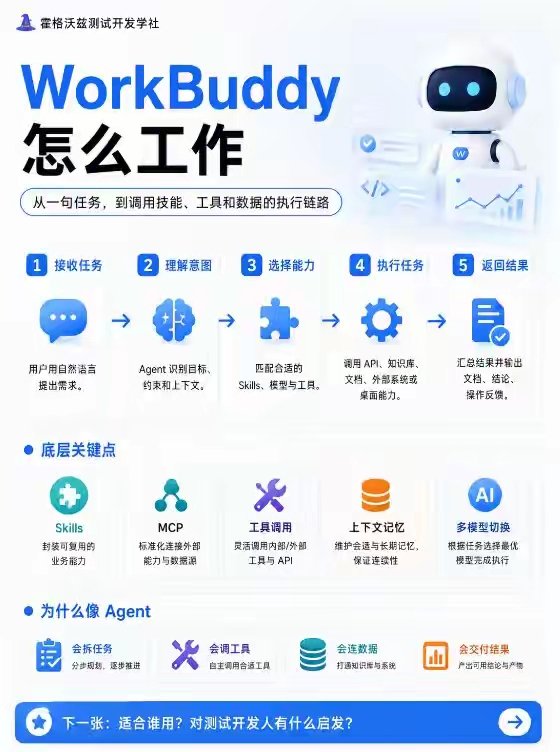 霍格沃兹测试开发学社
WorkBuddy
怎么工作
从一句任务，到调用技能、工具和数据的执行链路
W
</>
1 接收任务
2 理解意图
3 选择能力
4 执行任务
5 返回结果
用户用自然语言
提出需求。
Agent 识别目标、
约束和上下文。
匹配合适的
Skills、模型与工具。
调用 API、知识库、
文档、外部系统或
桌面能力。
汇总结果并输出
文档、结论、
操作反馈。
底层关键点
Skills
封装可复用的
业务能力
MCP
标准化连接外部
能力与数据源
工具调用
灵活调用内部/外部
工具与 API
上下文记忆
维护会适与长期记忆，
保证连续性
AI
多模型切换
根据任务选择最优
模型完成执行
为什么像 Agent
会拆任务
分步规划，逐步推进
会调工具
自主调用合适工具
会连数据
打通知识库与系统
会交付结果
产出可用结论与产物
下一张：适合谁用？对测试开发人有什么启发？